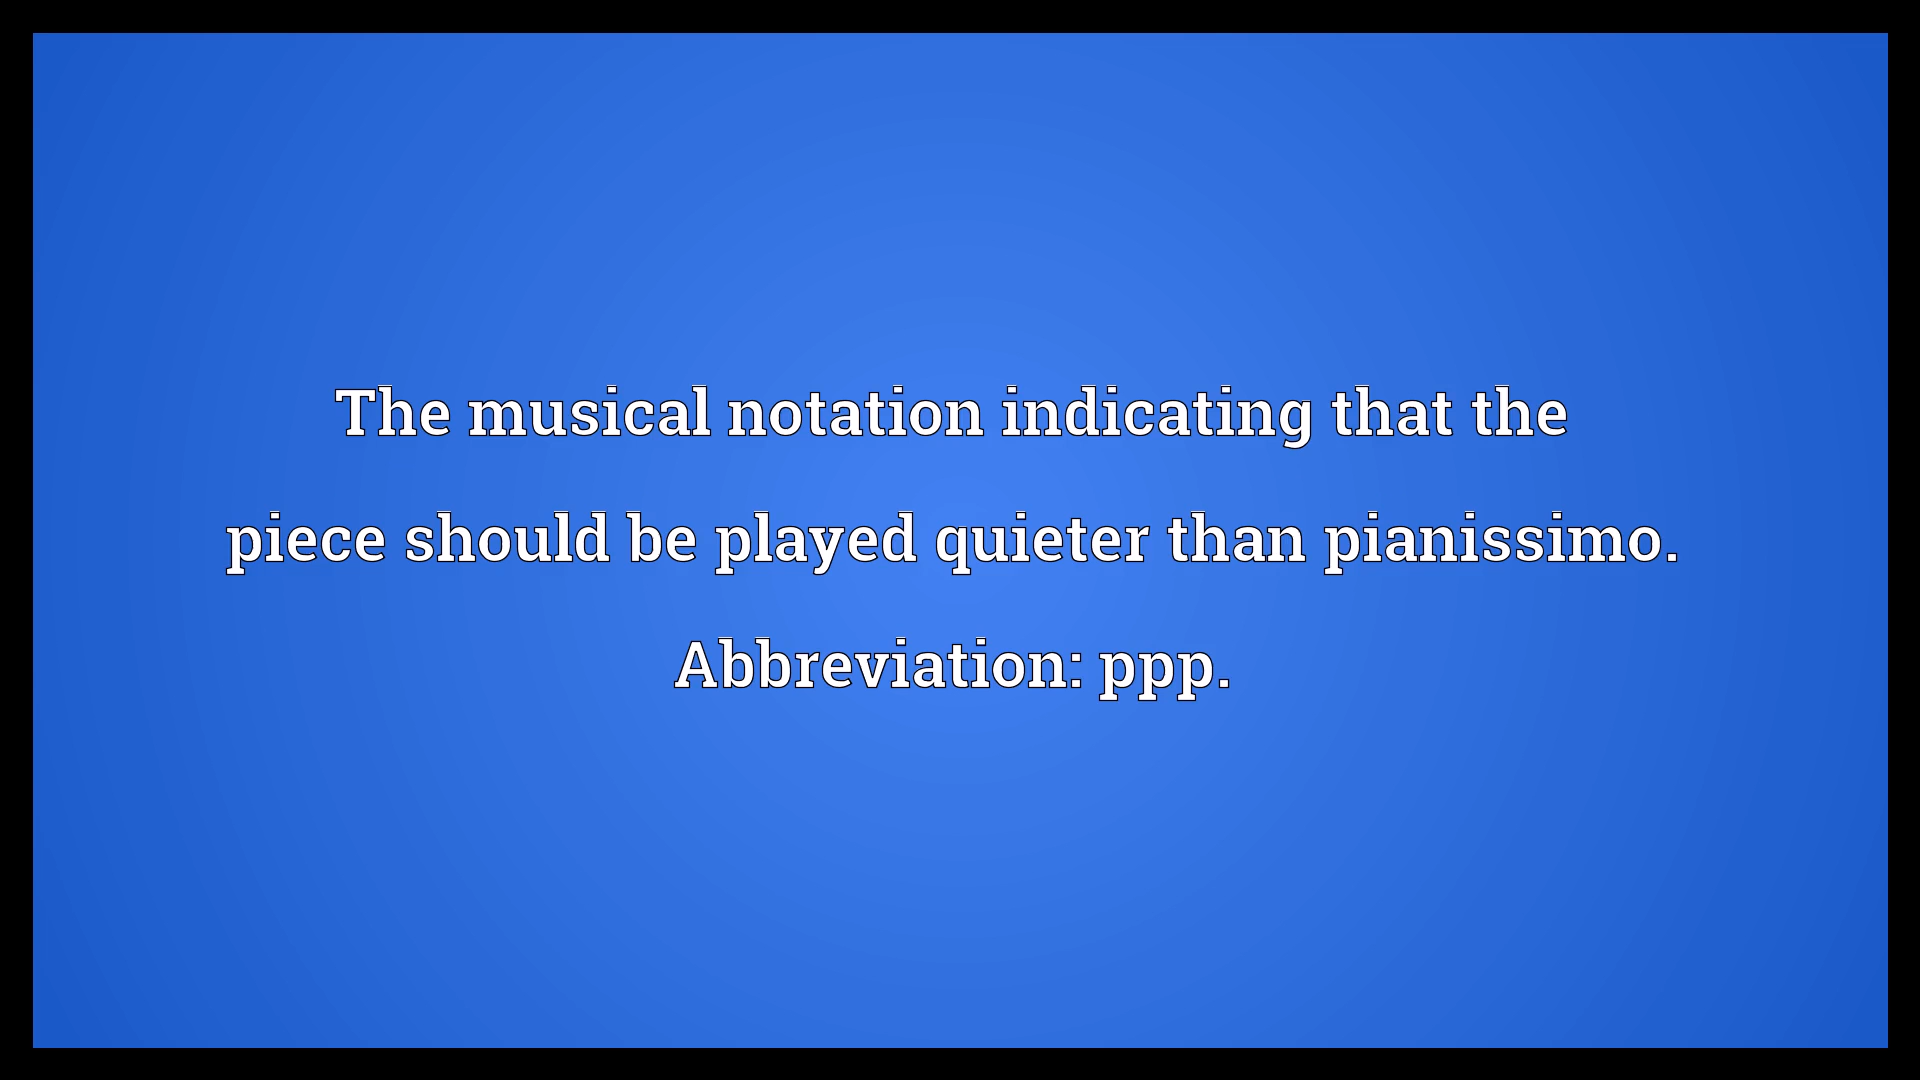 The musical notation indicating that the
piece should be played quieter than pianissimo.
Abbreviation: ppp.